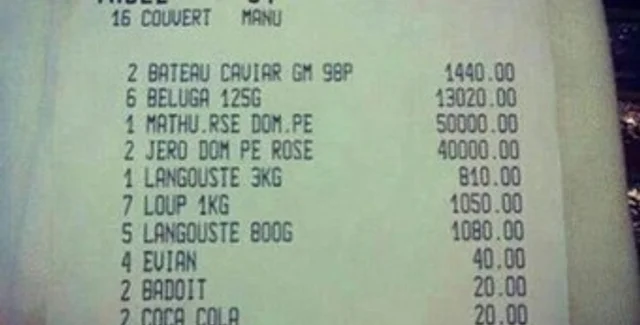 16 COUVERT MANU
2 BATEAU CAVIAR GM 98P 1440.00
6 BELUGA 125G 13020.00
1 MATHU.RSE DOM.PE 50000.00
2 JERO DOM PE ROSE 40000.00
1 LANGOUSTE 3KG 810.00
7 LOUP 1KG 1050.00
5 LANGOUSTE 800G 1080.00
4 EVIAN 40.00
2 BADOIT 20.00
2 COCA COLA 20.00